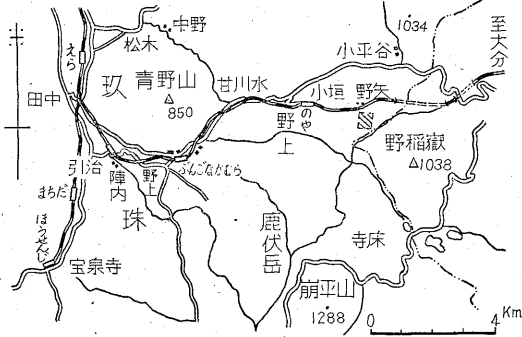 中野
松木
えら
玖
青野山
850
田中
甘川水
小平谷
1034
至大分
小垣
野矢
のや
野
上
野稲嶽
1038
引治
陣内
野上
ぶんごなかむら
まちだ
珠
鹿伏岳
寺床
ほうせんじ
宝泉寺
崩平山
1288
0
4
Km